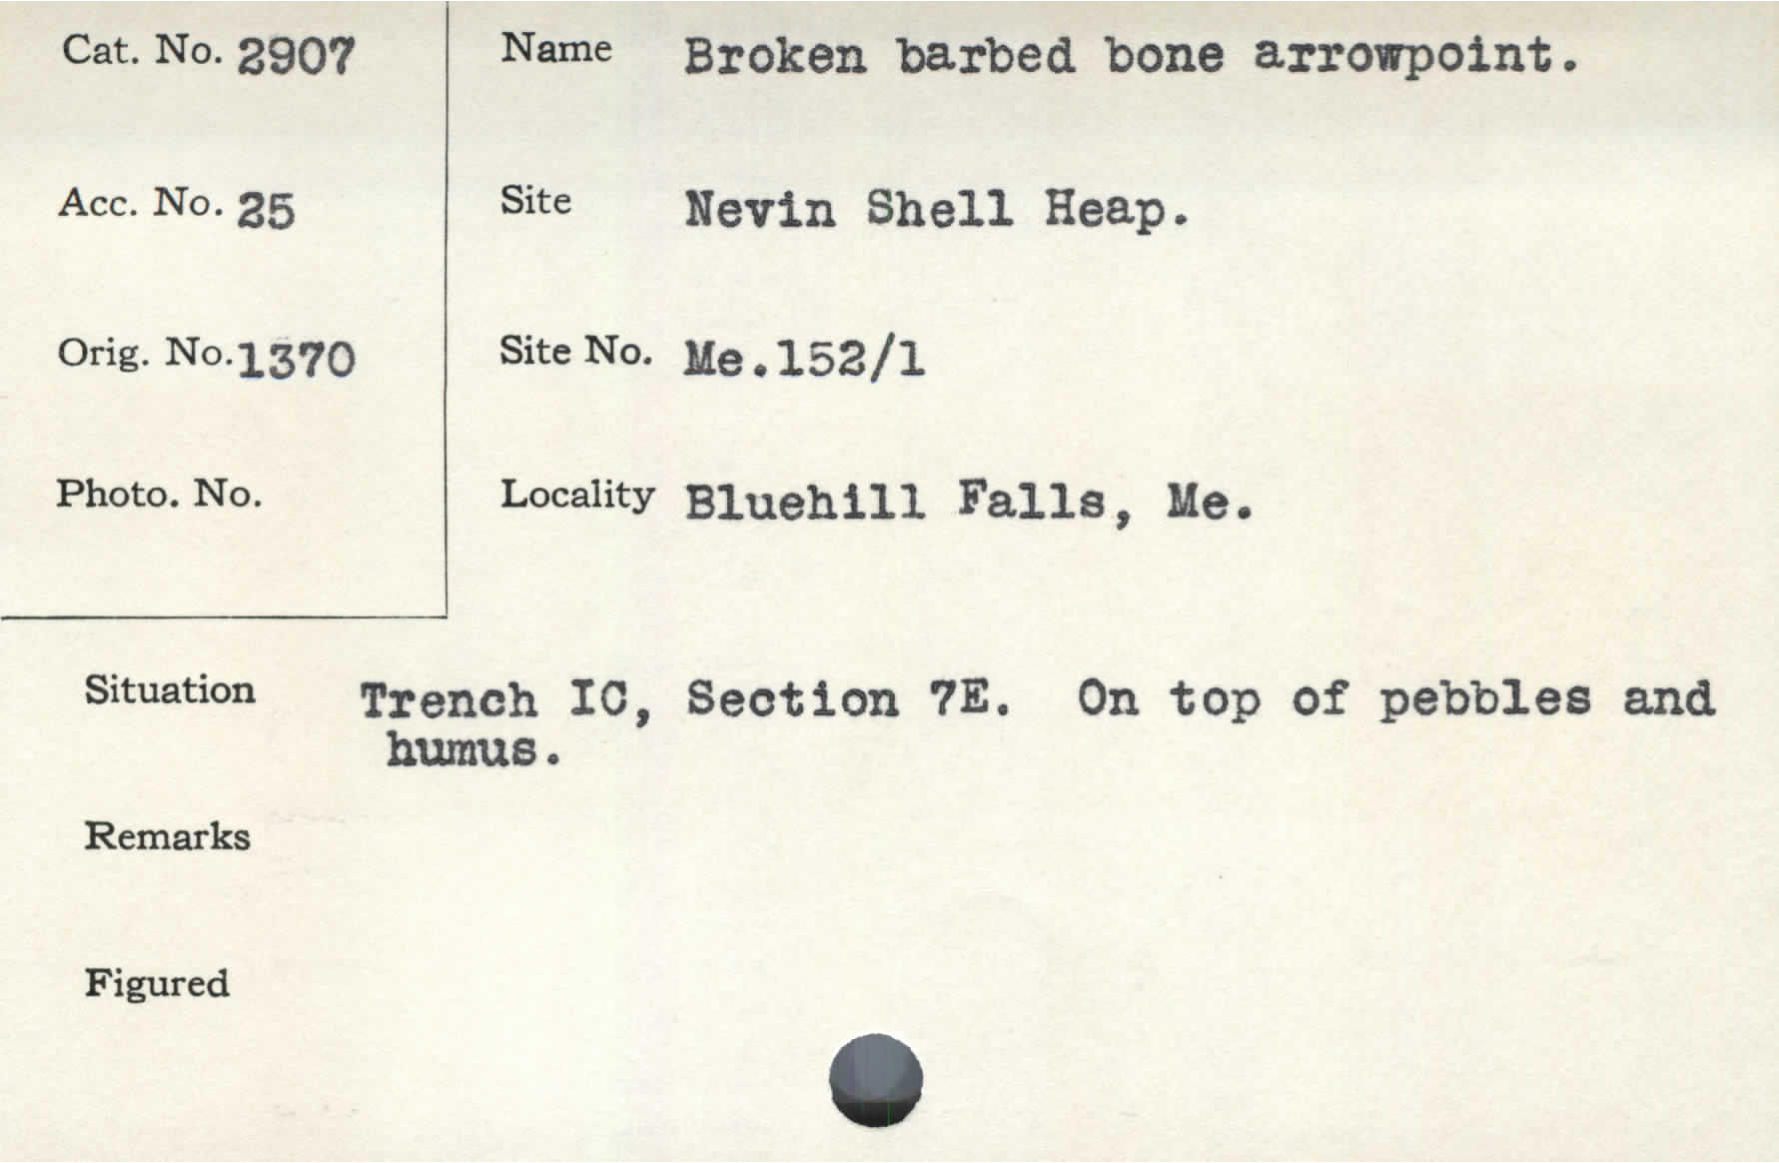 Cat. No. 2907 Name Broken barbed bone arrowpoint.
Acc. No. 25 Site Nevin Shell Heap.
Orig. No. 1370 Site No. Me.152/1
Photo. No. Locality Bluehill Falls, Me.
Situation Trench IC, Section 7E. On top of pebbles and
humus.
Remarks
Figured